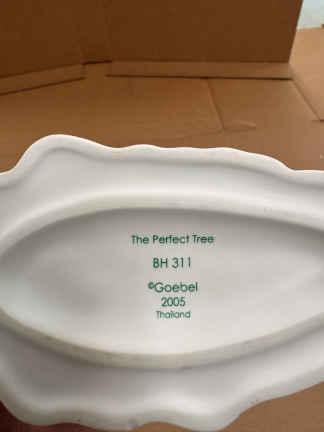 The Perfect Tree
BH 311
©Goebel
2005
Thailand